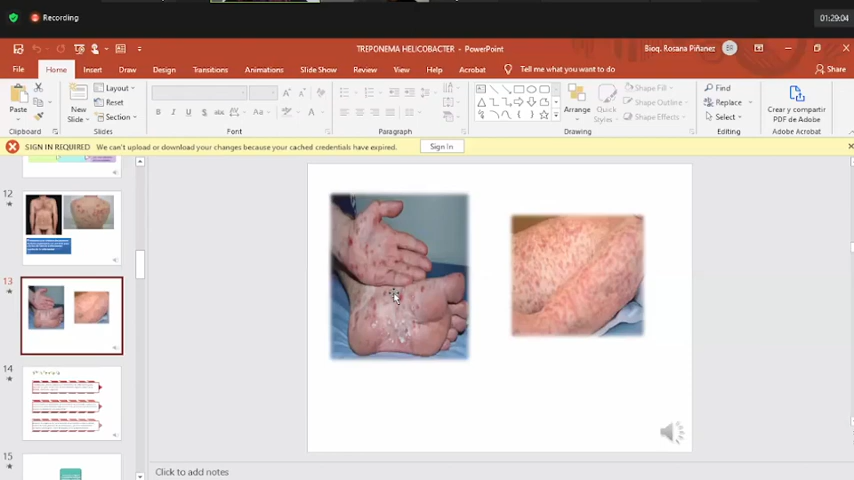 Recording
01:29:04
TREPONEMA HELICOBACTER - PowerPoint
Bioq. Rosana Piñanez
BR
File Home Insert Draw Design Transitions Animations Slide Show Review View Help Acrobat Tell me what you want to do Share
Paste
Clipboard
New
Slides
Layout
Reset
Section
Slides
Font
Paragraph
Arrange
Quick
Styles
Shape Fill
Shape Outline
Shape Effects
Drawing
Find
Replace
Select
Editing
Crear y compartir
PDF de Adobe
Adobe Acrobat
SIGN IN REQUIRED We can't upload or download your changes because your cached credentials have expired. Sign In
12
13
14
15
Click to add notes